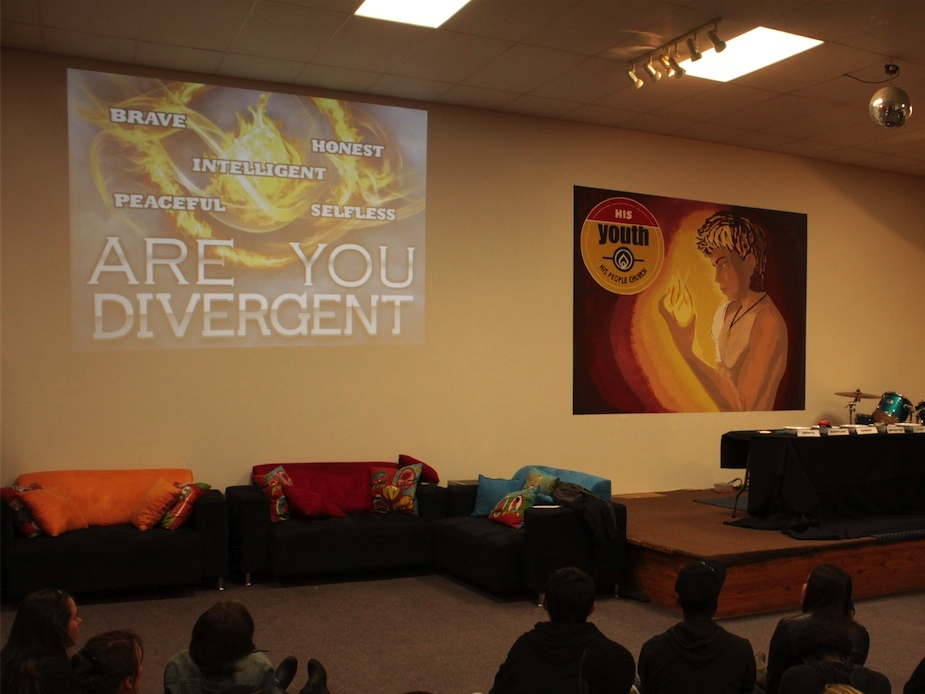 BRAVE
HONEST
INTELLIGENT
PEACEFUL
SELFLESS
ARE YOU
DIVERGENT
HIS
youth
HIS PEOPLE CHURCH